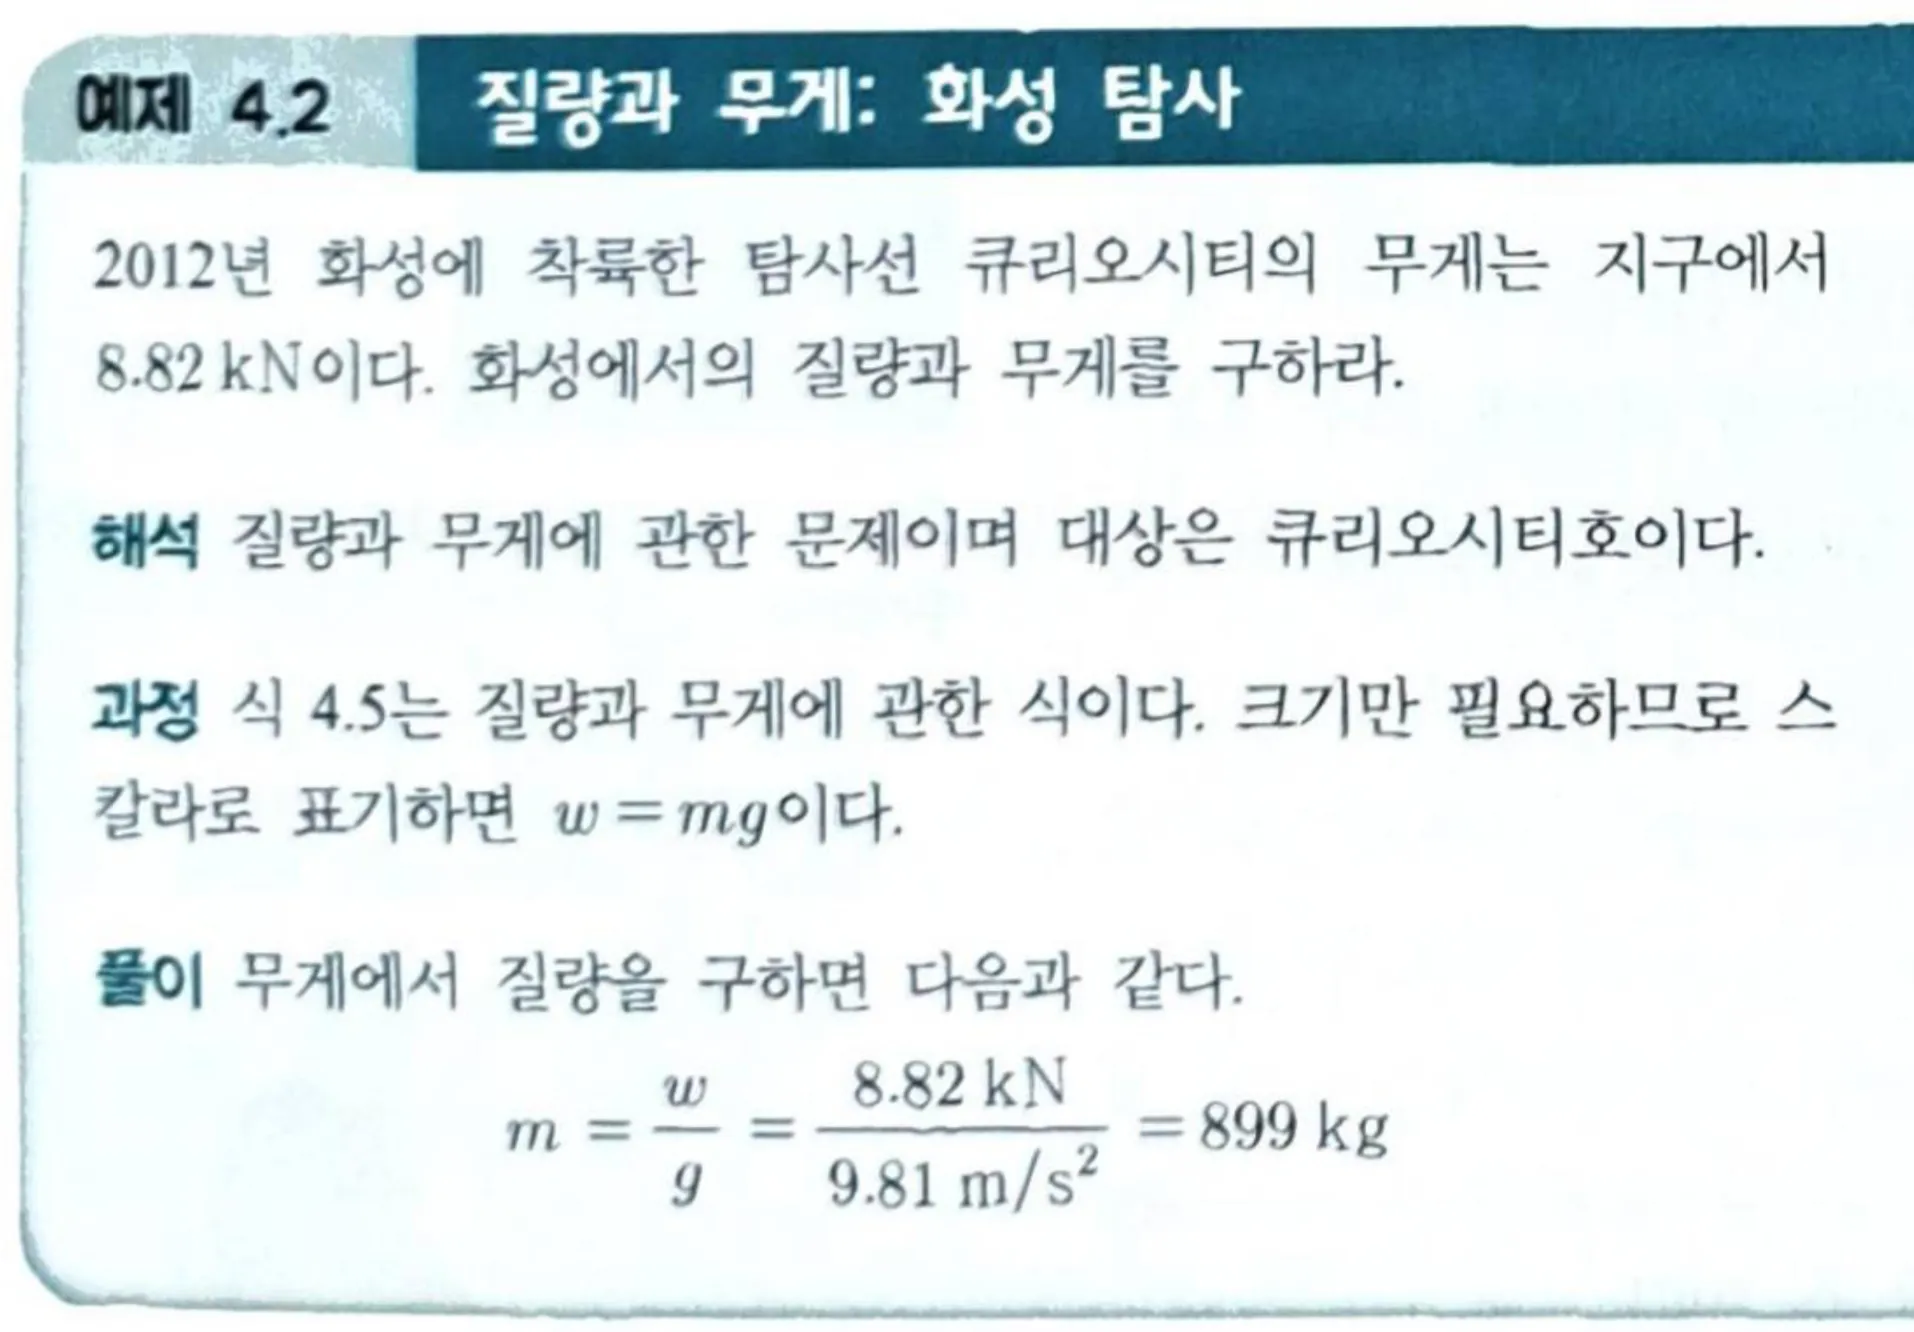 예제 4.2 질량과 무게: 화성 탐사
2012년 화성에 착륙한 탐사선 큐리오시티의 무게는 지구에서
8.82 kN이다. 화성에서의 질량과 무게를 구하라.
해석 질량과 무게에 관한 문제이며 대상은 큐리오시티호이다.
과정 식 4.5는 질량과 무게에 관한 식이다. 크기만 필요하므로 스
칼라로 표기하면 w = mg이다.
풀이 무게에서 질량을 구하면 다음과 같다.
m = w/g = 8.82 kN / 9.81 m/s² = 899 kg